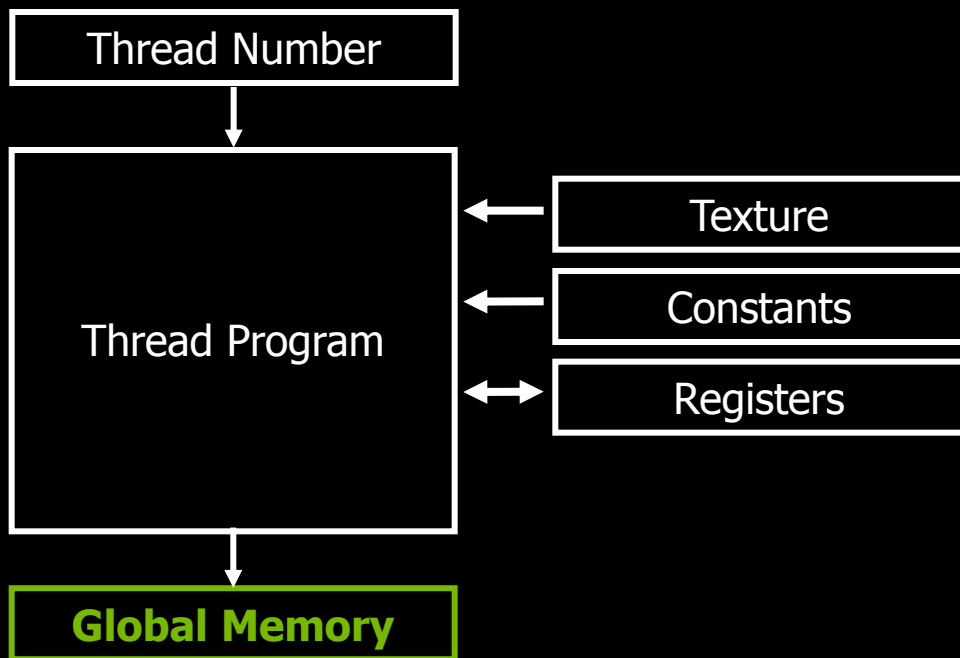 Thread Number
Texture
Constants
Thread Program
Registers
Global Memory